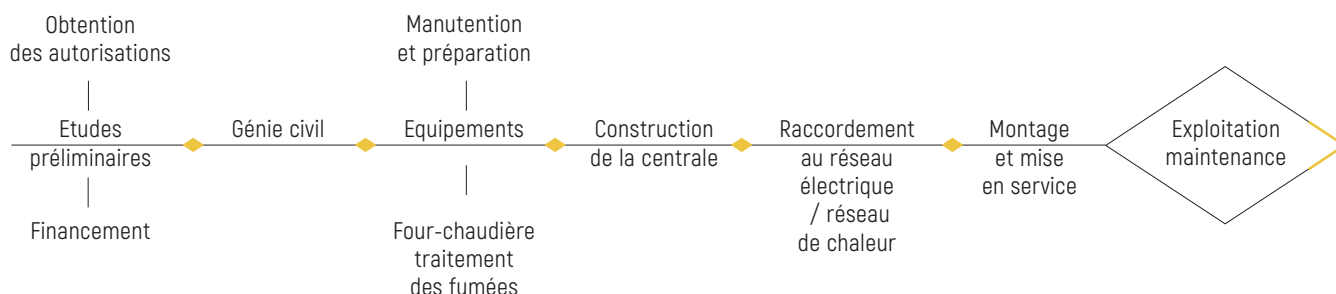 Obtention
des autorisations
Manutention
et préparation
Etudes
préliminaires
Génie civil
Equipements
Construction
de la centrale
Raccordement
au réseau
électrique
/ réseau
de chaleur
Montage
et mise
en service
Exploitation
maintenance
Financement
Four-chaudière
traitement
des fumées